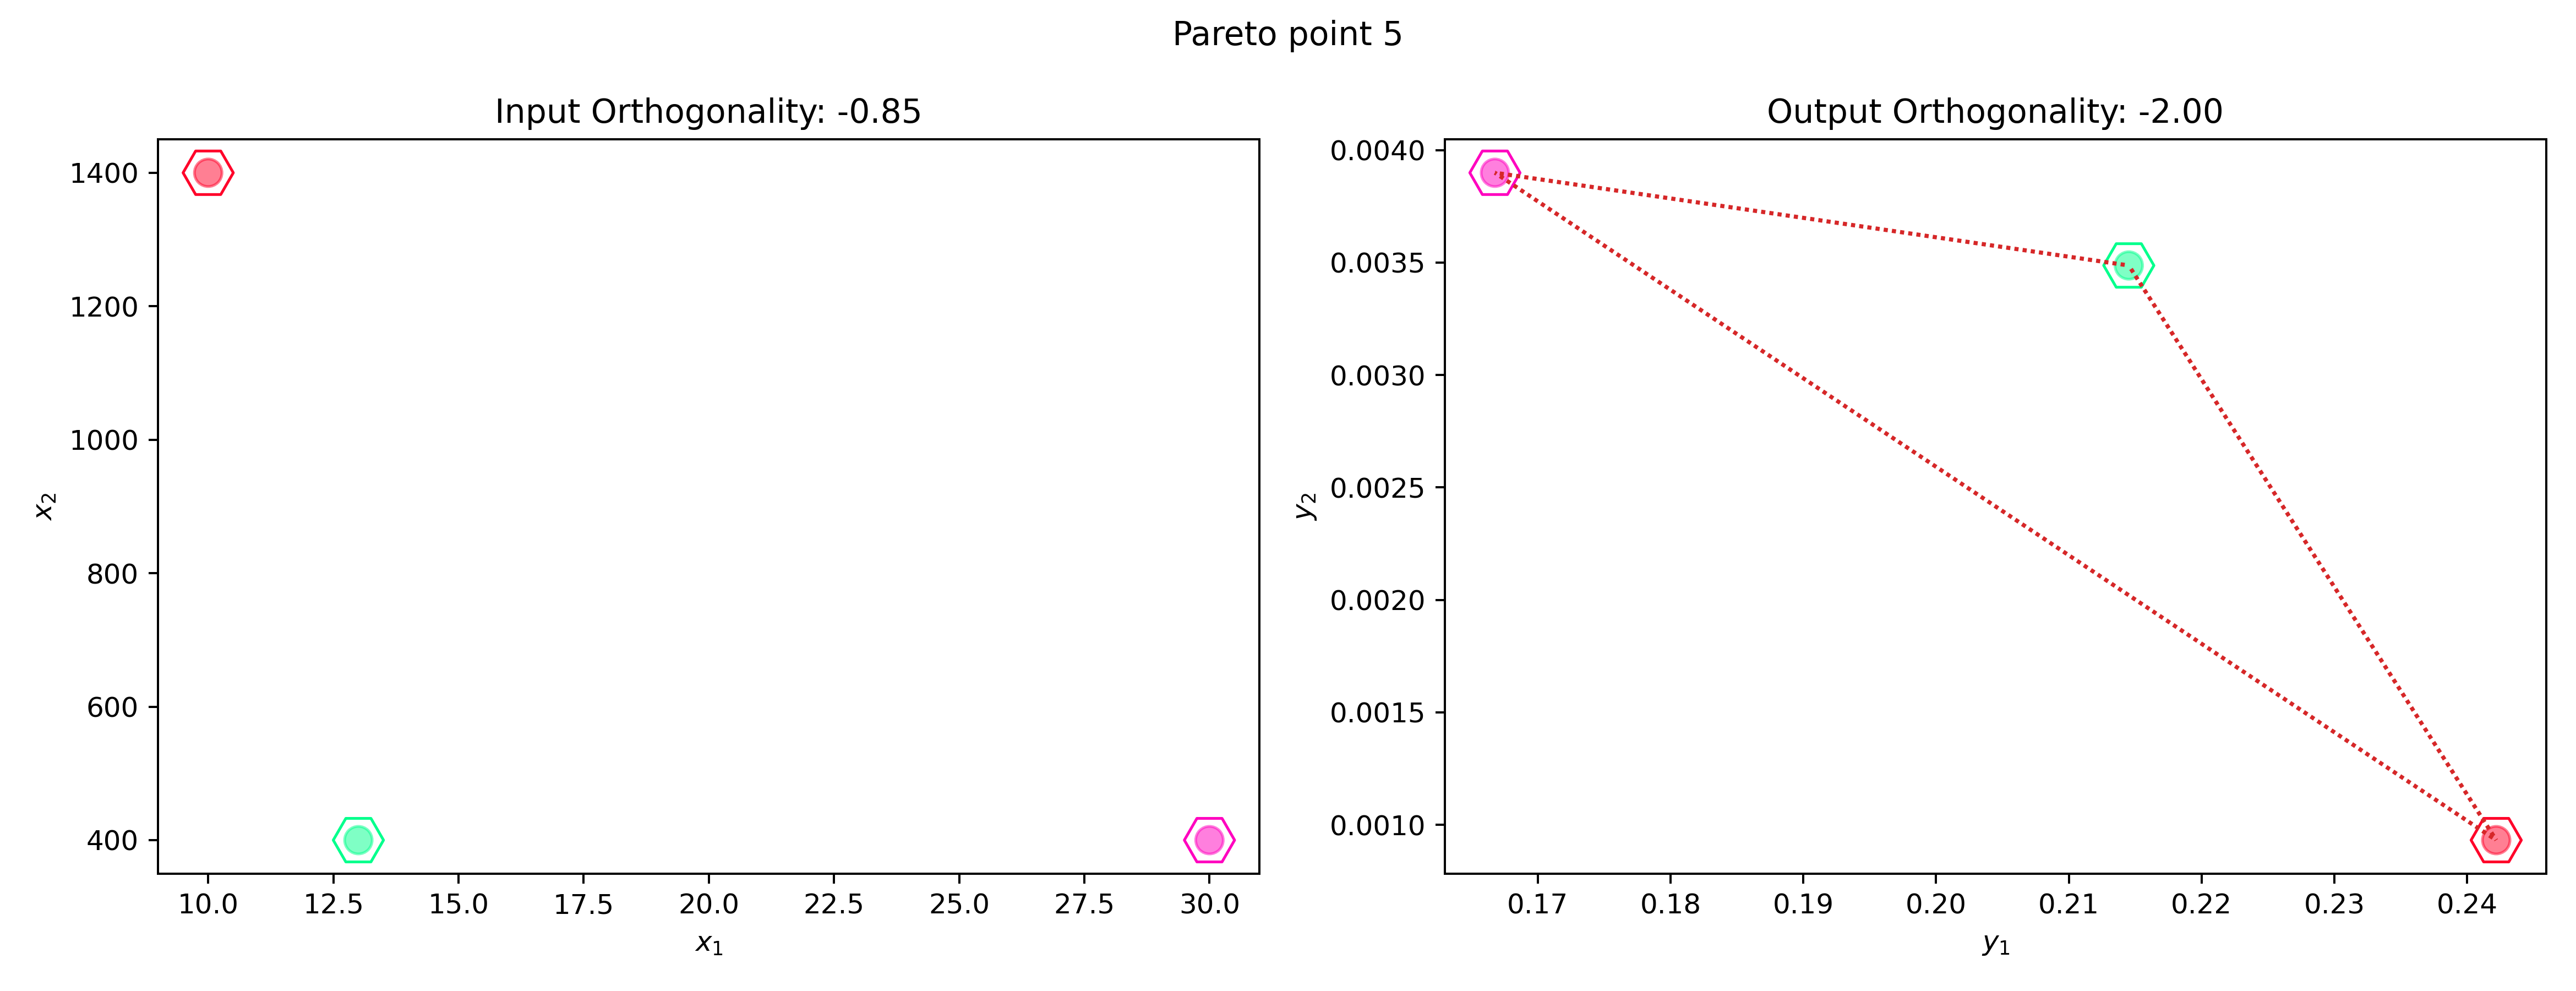 Pareto point 5
Input Orthogonality: -0.85
1400
1200
1000
800
600
400
x₂
10.0 12.5 15.0 17.5 20.0 22.5 25.0 27.5 30.0
x₁
Output Orthogonality: -2.00
0.0040
0.0035
0.0030
0.0025
0.0020
0.0015
0.0010
y₂
0.17 0.18 0.19 0.20 0.21 0.22 0.23 0.24
y₁